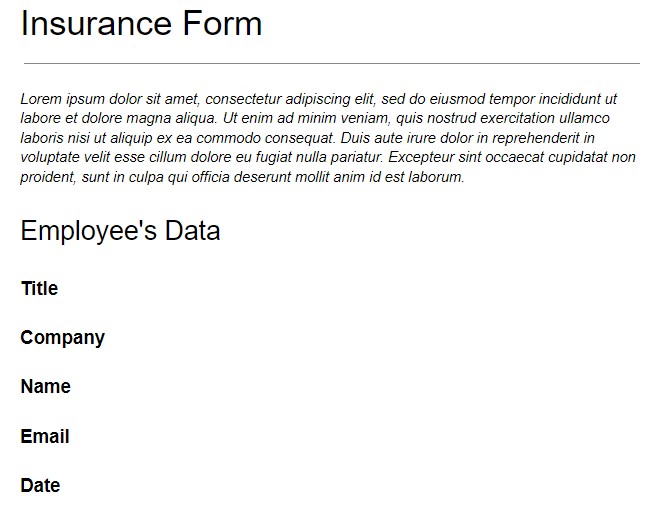 Insurance Form
Lorem ipsum dolor sit amet, consectetur adipiscing elit, sed do eiusmod tempor incididunt ut
labore et dolore magna aliqua. Ut enim ad minim veniam, quis nostrud exercitation ullamco
laboris nisi ut aliquip ex ea commodo consequat. Duis aute irure dolor in reprehenderit in
voluptate velit esse cillum dolore eu fugiat nulla pariatur. Excepteur sint occaecat cupidatat non
proident, sunt in culpa qui officia deserunt mollit anim id est laborum.
Employee's Data
Title
Company
Name
Email
Date